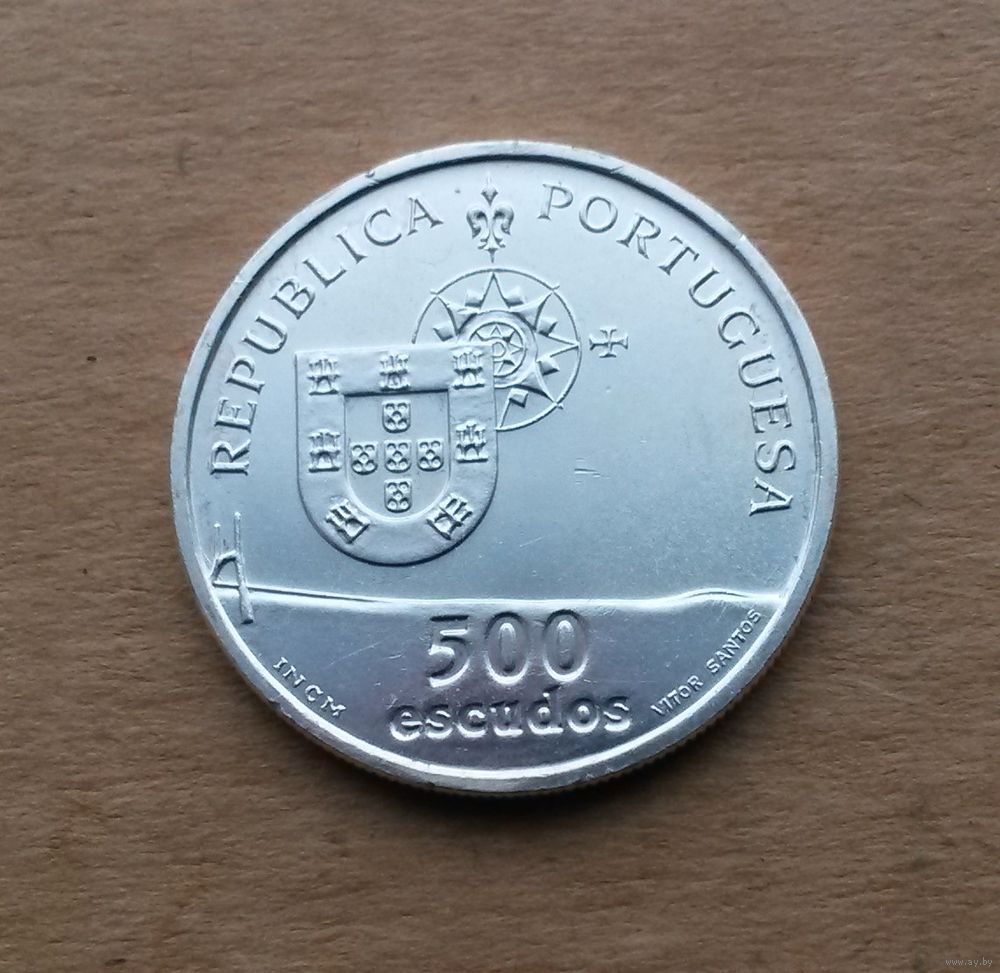 REPUBLICA PORTUGUESA
500
escudos
INCM
VITOR SANTOS
www.ay.by